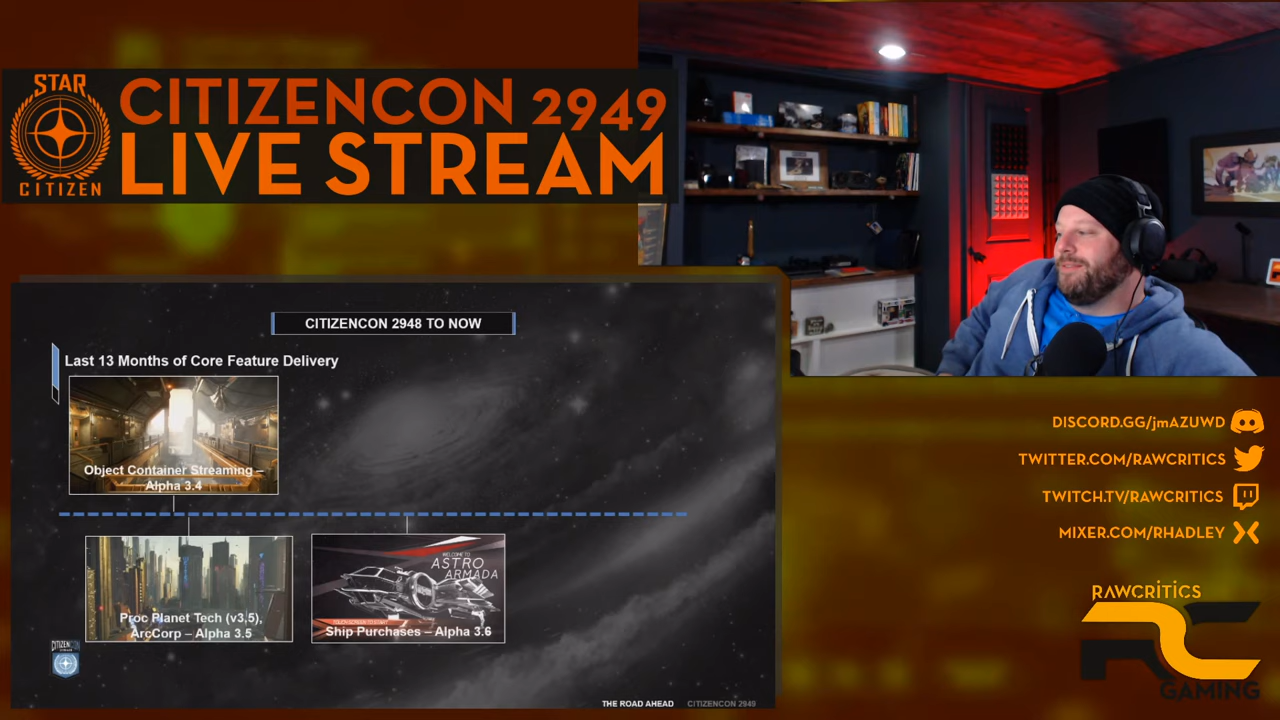 STAR
CITIZEN
CITIZENCON 2949
LIVE STREAM
CITIZENCON 2948 TO NOW
Last 13 Months of Core Feature Delivery
Object Container Streaming –
Alpha 3.4
Proc Planet Tech (v3.5),
ArcCorp – Alpha 3.5
WELCOME TO
ASTRO
ARMADA
Ship Purchases – Alpha 3.6
THE ROAD AHEAD CITIZENCON 2949
DISCORD.GG/jmAZUWD
TWITTER.COM/RAWCRITICS
TWITCH.TV/RAWCRITICS
MIXER.COM/RHADLEY
RAWCRITICS
RC
GAMING